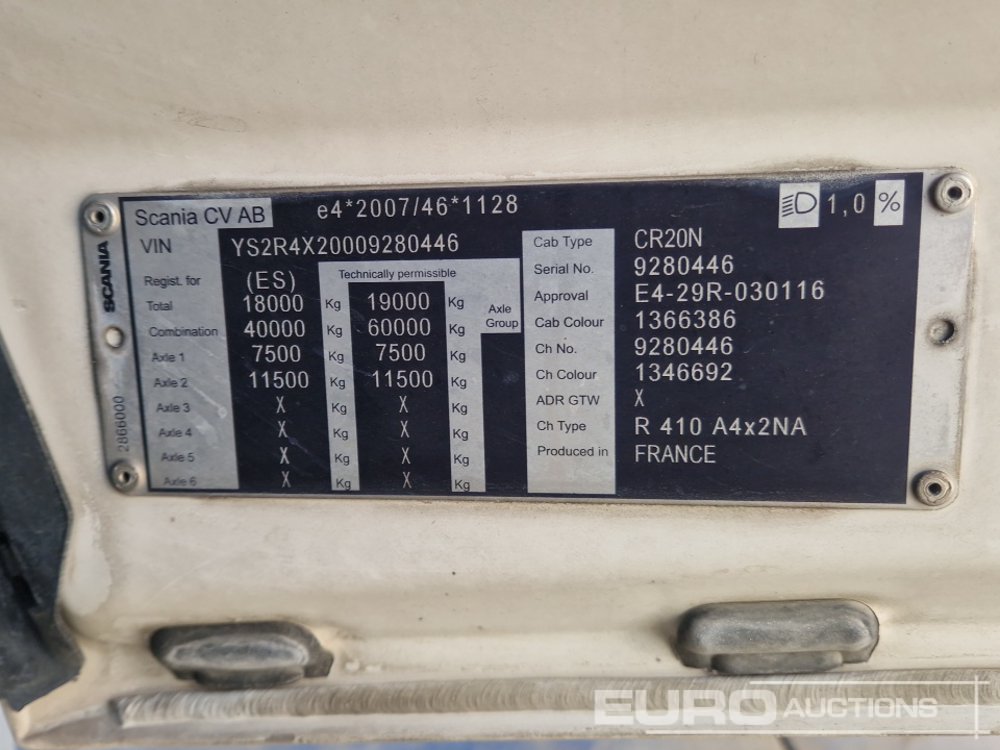 Scania CV AB e4*2007/46*1128 1,0 %
VIN YS2R4X20009280446
SCANIA
2866000
Regist. for (ES) Technically permissible
Total 18000 Kg 19000 Kg Axle Group
Combination 40000 Kg 60000 Kg
Axle 1 7500 Kg 7500 Kg
Axle 2 11500 Kg 11500 Kg
Axle 3 X Kg X Kg
Axle 4 X Kg X Kg
Axle 5 X Kg X Kg
Axle 6 X Kg X Kg
Cab Type CR20N
Serial No. 9280446
Approval E4-29R-030116
Cab Colour 1366386
Ch No. 9280446
Ch Colour 1346692
ADR GTW X
Ch Type R 410 A4x2NA
Produced in FRANCE
EURO AUCTIONS